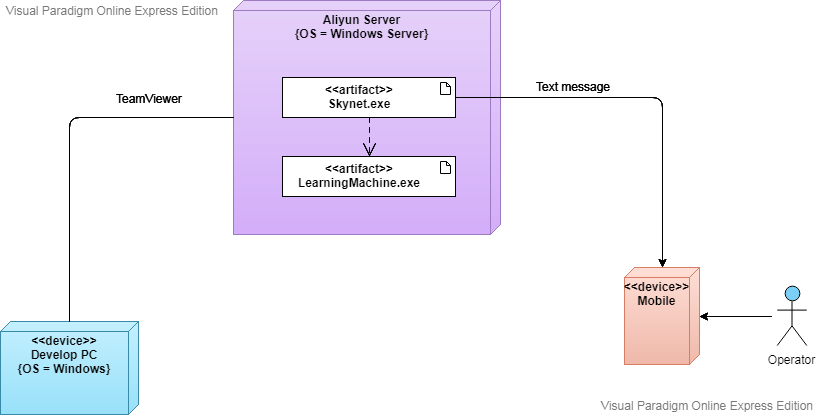 Visual Paradigm Online Express Edition
Aliyun Server
{OS = Windows Server}
<<artifact>>
Skynet.exe
Text message
TeamViewer
<<artifact>>
LearningMachine.exe
<<device>>
Mobile
<<device>>
Develop PC
{OS = Windows}
Operator
Visual Paradigm Online Express Edition